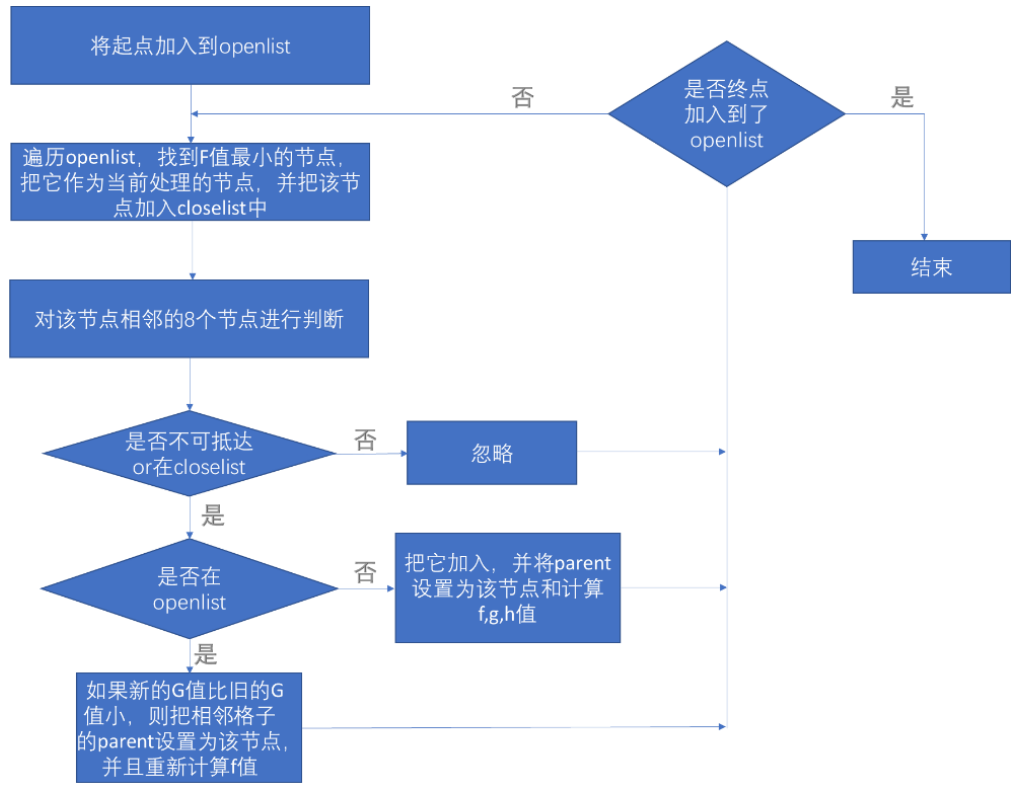 将起点加入到openlist
是否终点
加入到了
openlist
否
是
遍历openlist，找到F值最小的节点，
把它作为当前处理的节点，并把该节
点加入closelist中
结束
对该节点相邻的8个节点进行判断
是否不可抵达
or在closelist
否
忽略
是
是否在
openlist
否
把它加入，并将parent
设置为该节点和计算
f,g,h值
是
如果新的G值比旧的G
值小，则把相邻格子
的parent设置为该节点，
并且重新计算f值